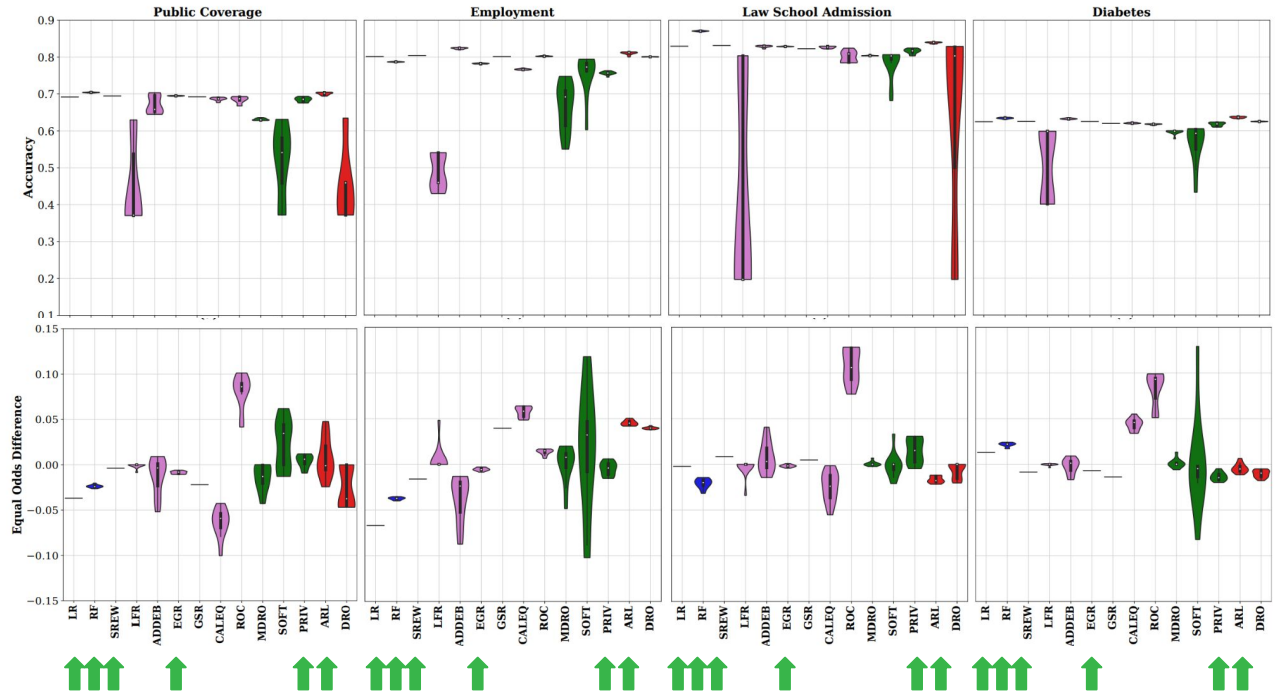 Public Coverage
Employment
Law School Admission
Diabetes
Accuracy
0.9
0.8
0.7
0.6
0.5
0.4
0.3
0.2
0.1
Equal Odds Difference
0.15
0.10
0.05
0.00
−0.05
−0.10
−0.15
LR RF SREW LFR ADDEB EGR GSR CALEQ ROC MDRO SOFT PRIV ARL DRO
LR RF SREW LFR ADDEB EGR GSR CALEQ ROC MDRO SOFT PRIV ARL DRO
LR RF SREW LFR ADDEB EGR GSR CALEQ ROC MDRO SOFT PRIV ARL DRO
LR RF SREW LFR ADDEB EGR GSR CALEQ ROC MDRO SOFT PRIV ARL DRO